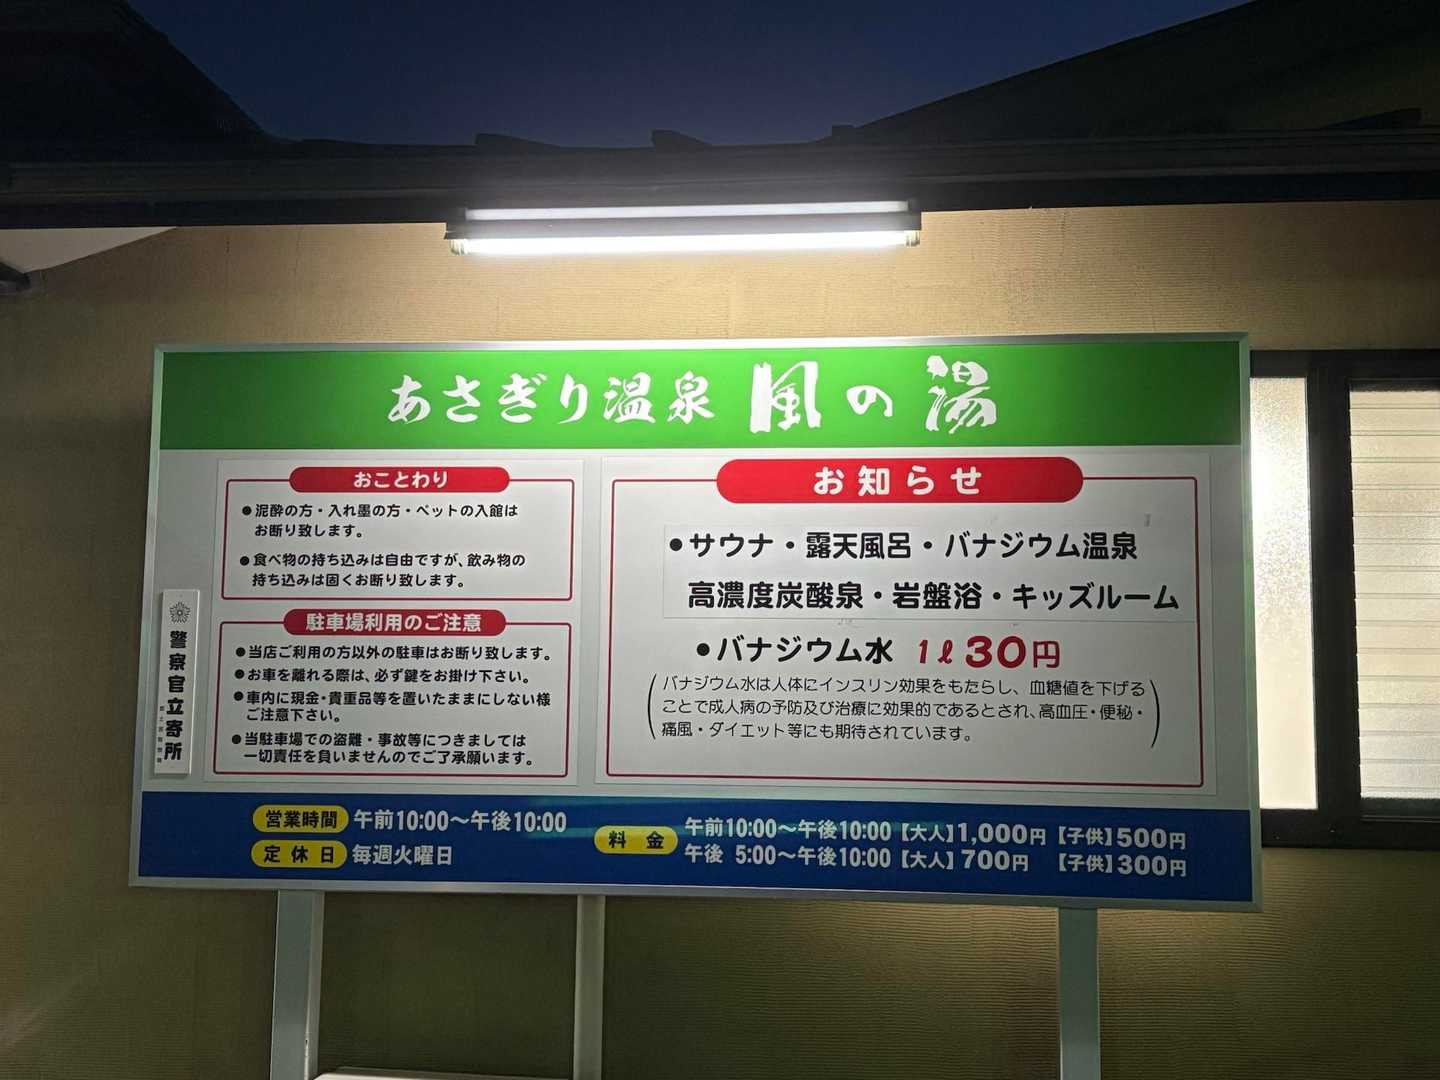 あさぎり温泉 風の湯
おことわり
●泥酔の方・入れ墨の方・ペットの入館は
お断り致します。
●食べ物の持ち込みは自由ですが、飲み物の
持ち込みは固くお断り致します。
駐車場利用のご注意
●当店ご利用の方以外の駐車はお断り致します。
●お車を離れる際は、必ず鍵をお掛け下さい。
●車内に現金・貴重品等を置いたままにしない様
ご注意下さい。
●当駐車場での盗難・事故等につきましては
一切責任を負いませんのでご了承願います。
警察官立寄所
お知らせ
●サウナ・露天風呂・バナジウム温泉
高濃度炭酸泉・岩盤浴・キッズルーム
●バナジウム水 1ℓ30円
(バナジウム水は人体にインスリン効果をもたらし、血糖値を下げる
ことで成人病の予防及び治療に効果的であるとされ、高血圧・便秘・
痛風・ダイエット等にも期待されています。)
営業時間 午前10:00〜午後10:00
定休日 毎週火曜日
料金
午前10:00〜午後10:00【大人】1,000円【子供】500円
午後 5:00〜午後10:00【大人】700円 【子供】300円